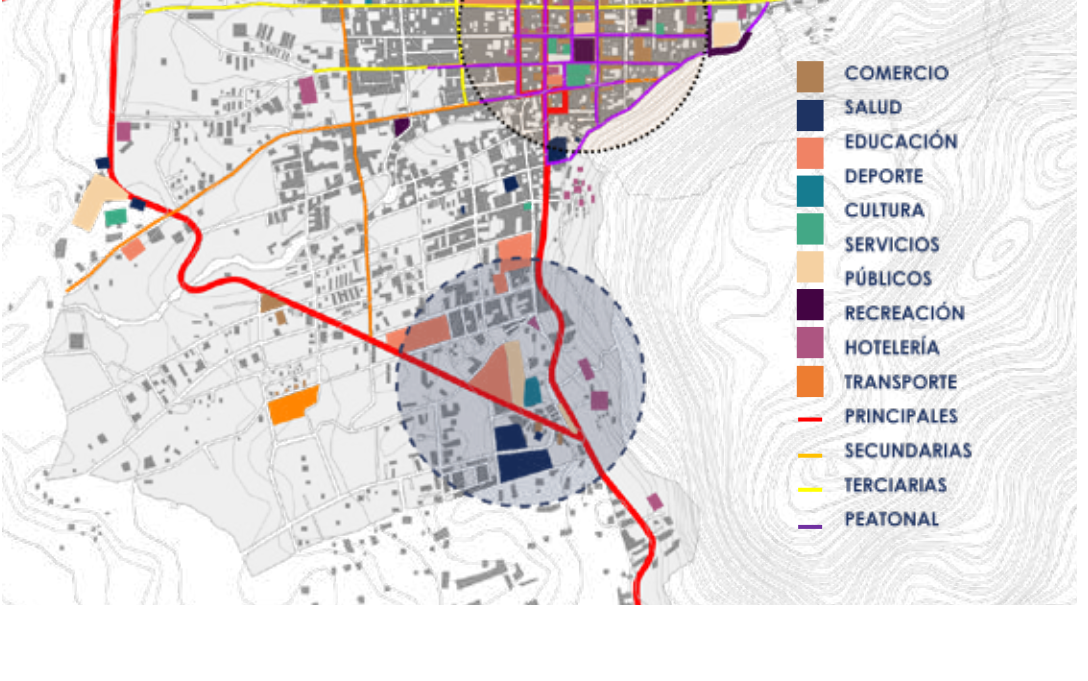 COMERCIO
SALUD
EDUCACIÓN
DEPORTE
CULTURA
SERVICIOS
PÚBLICOS
RECREACIÓN
HOTELERÍA
TRANSPORTE
PRINCIPALES
SECUNDARIAS
TERCIARIAS
PEATONAL